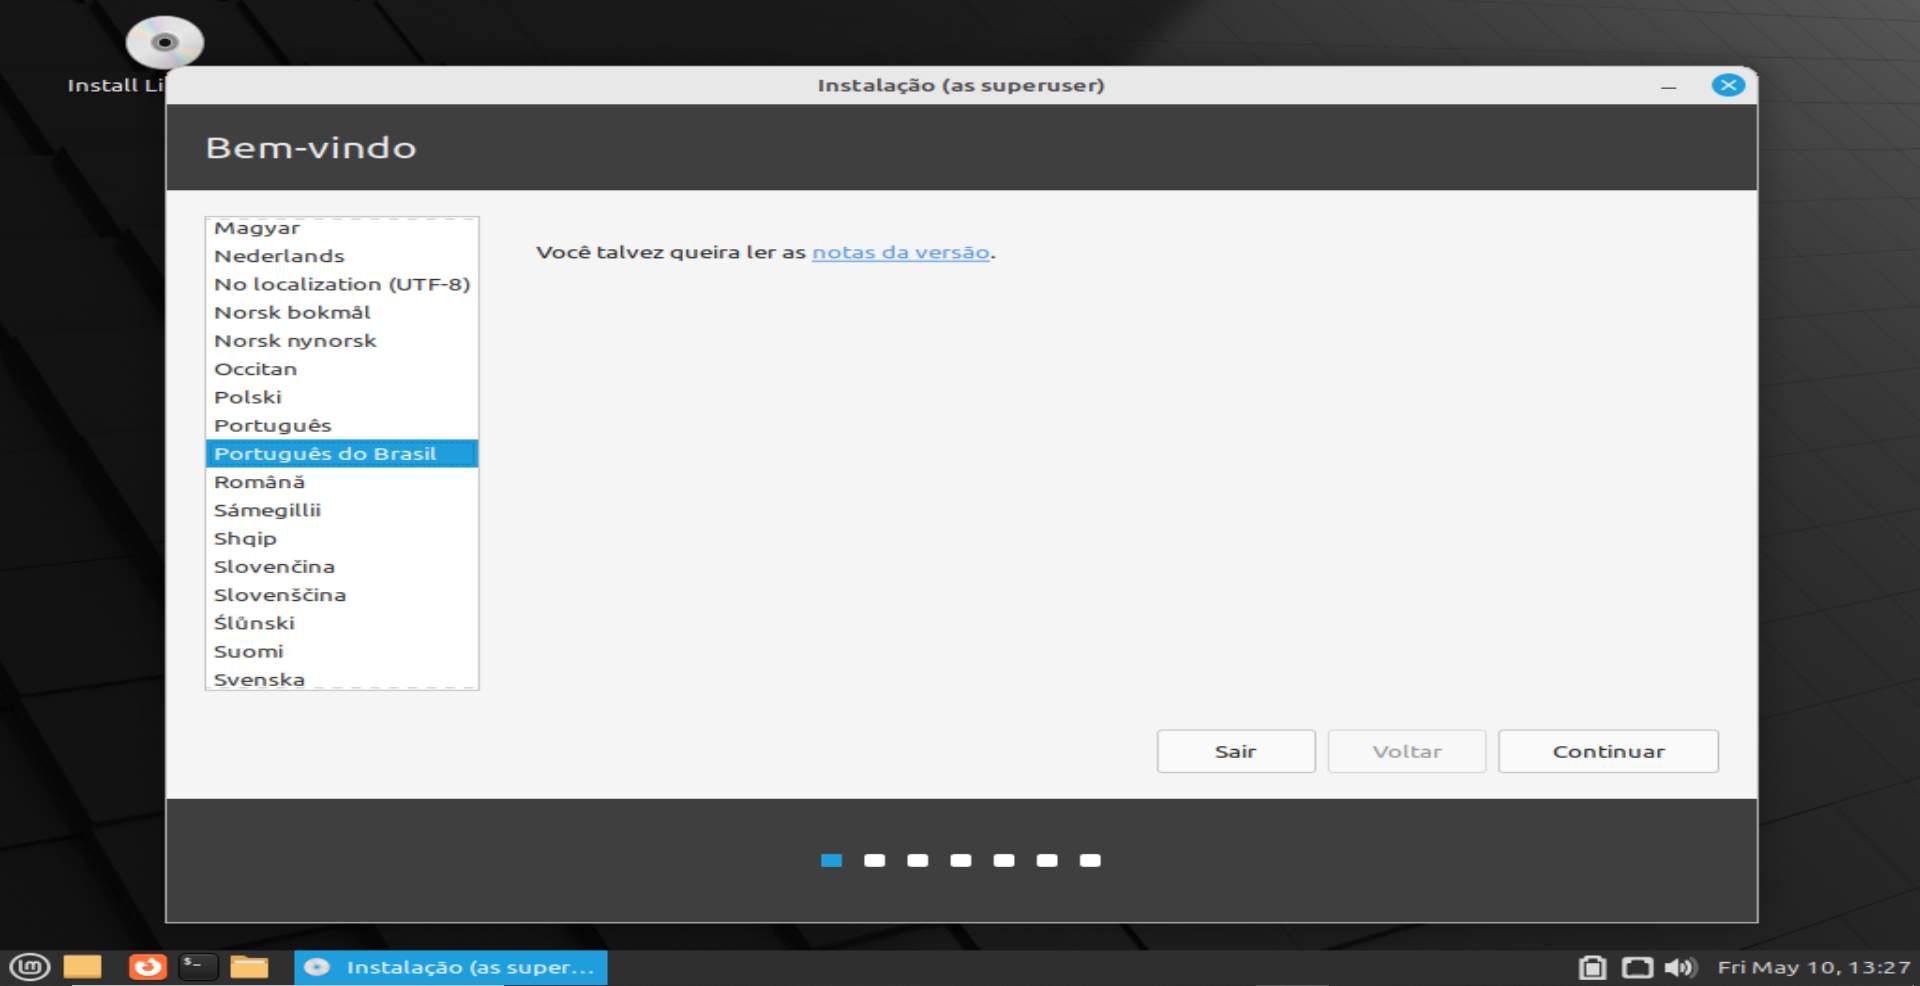 Install Li
Instalação (as superuser)
Bem-vindo
Magyar
Nederlands
No localization (UTF-8)
Norsk bokmål
Norsk nynorsk
Occitan
Polski
Português
Português do Brasil
Română
Sámegillii
Shqip
Slovenčina
Slovenščina
Ślůnski
Suomi
Svenska
Você talvez queira ler as notas da versão.
Sair
Voltar
Continuar
Instalação (as super...
Fri May 10, 13:27